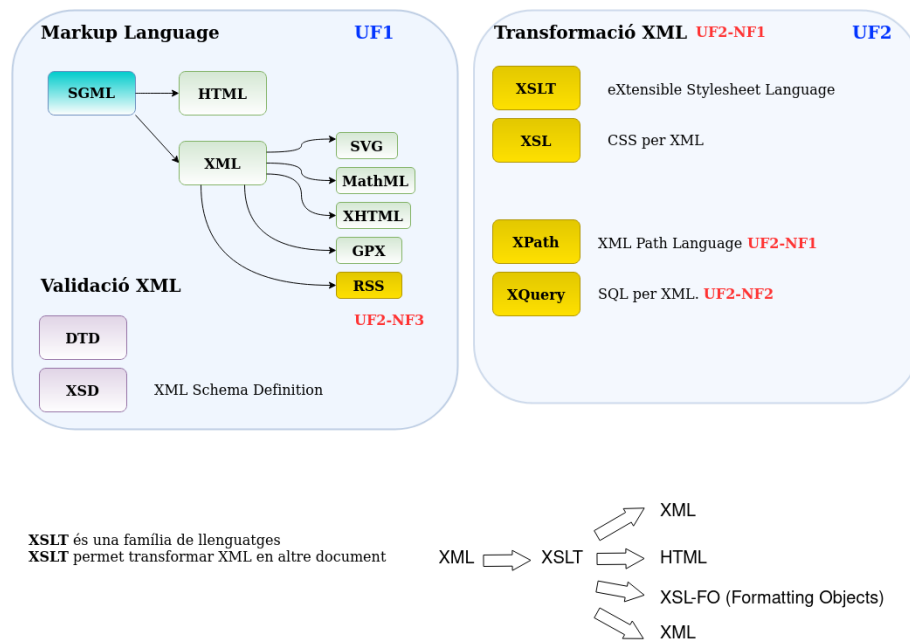 Markup Language
UF1
SGML
HTML
XML
SVG
MathML
XHTML
GPX
RSS
UF2-NF3
Validació XML
DTD
XSD
XML Schema Definition
Transformació XML UF2-NF1
UF2
XSLT
eXtensible Stylesheet Language
XSL
CSS per XML
XPath
XML Path Language UF2-NF1
XQuery
SQL per XML. UF2-NF2
XSLT és una família de llenguatges
XSLT permet transformar XML en altre document
XML
XSLT
XML
HTML
XSL-FO (Formatting Objects)
XML